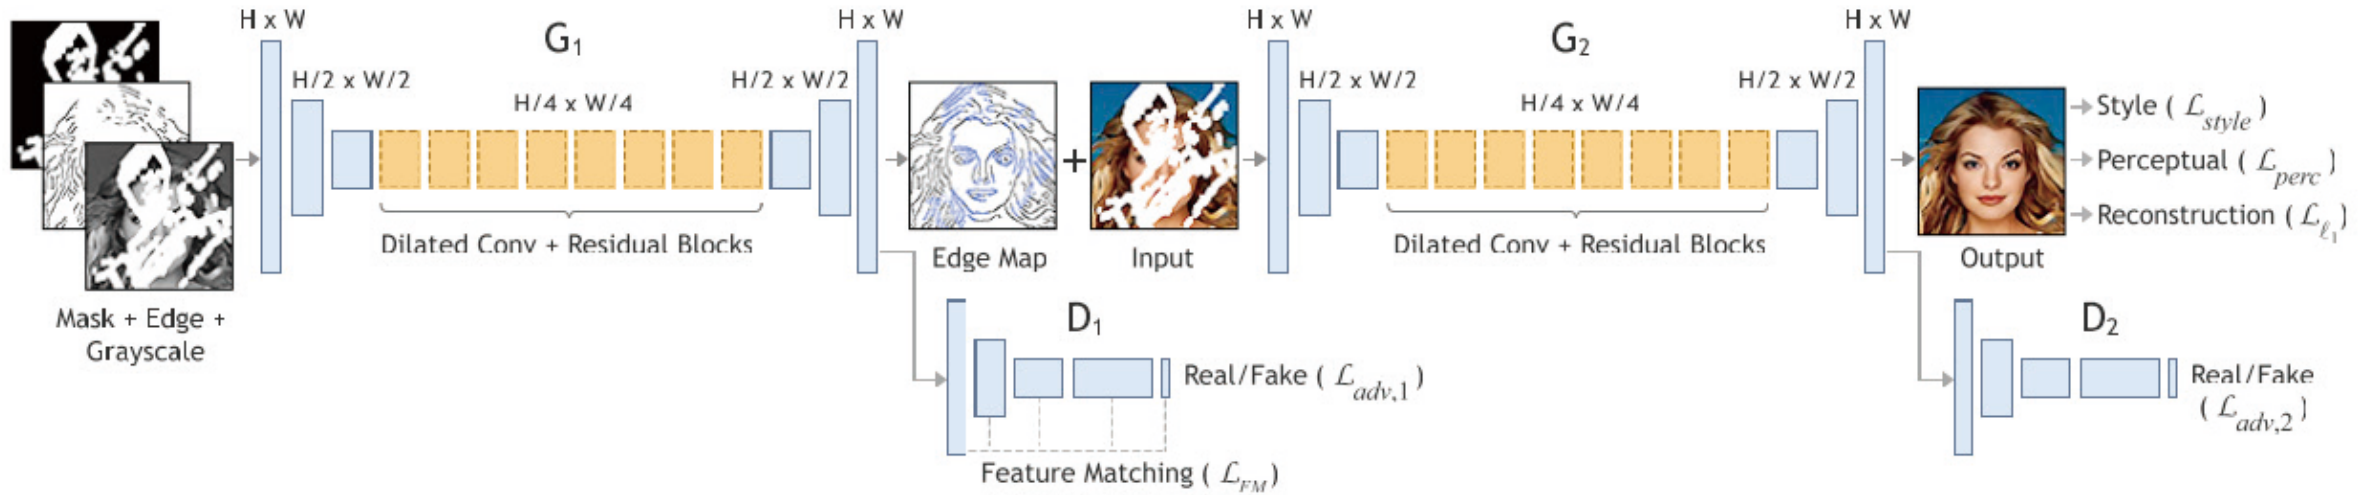 H x W
G1
H/2 x W/2
H/4 x W/4
H/2 x W/2
H x W
Dilated Conv + Residual Blocks
Mask + Edge +
Grayscale
Edge Map
+
Input
H x W
G2
H/2 x W/2
H/4 x W/4
H/2 x W/2
H x W
Dilated Conv + Residual Blocks
Output
Style ( ℒstyle )
Perceptual ( ℒperc )
Reconstruction ( ℒℓ1 )
D1
Real/Fake ( ℒadv,1 )
Feature Matching ( ℒFM )
D2
Real/Fake
( ℒadv,2 )